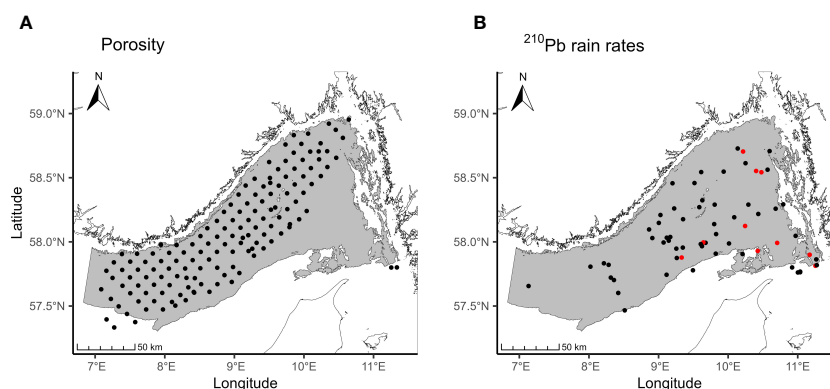 A
B
Porosity
²¹⁰Pb rain rates
N
N
59.0°N
58.5°N
58.0°N
57.5°N
Latitude
50 km
7°E 8°E 9°E 10°E 11°E
Longitude
59.0°N
58.5°N
58.0°N
57.5°N
50 km
7°E 8°E 9°E 10°E 11°E
Longitude